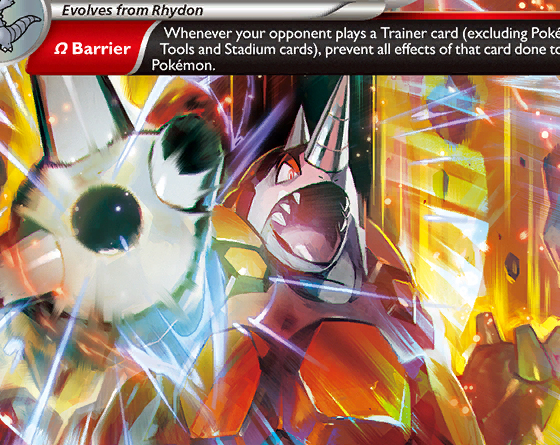 Evolves from Rhydon
Ω Barrier
Whenever your opponent plays a Trainer card (excluding Poké
Tools and Stadium cards), prevent all effects of that card done to
Pokémon.